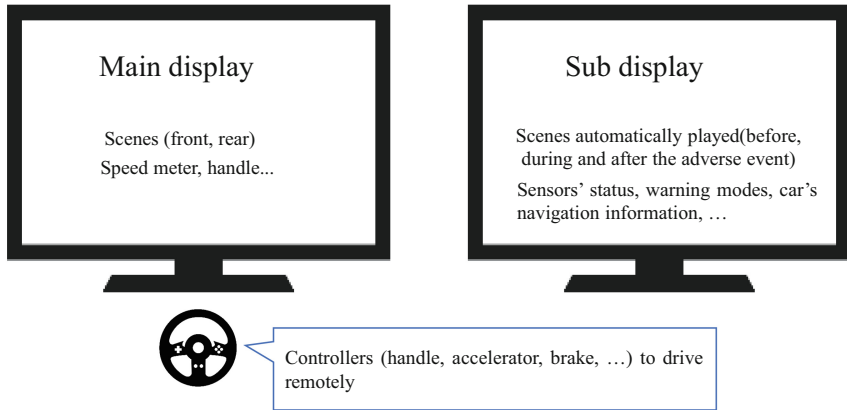 Main display
Scenes (front, rear)
Speed meter, handle...
Sub display
Scenes automatically played(before,
during and after the adverse event)
Sensors’ status, warning modes, car’s
navigation information, …
Controllers (handle, accelerator, brake, …) to drive
remotely